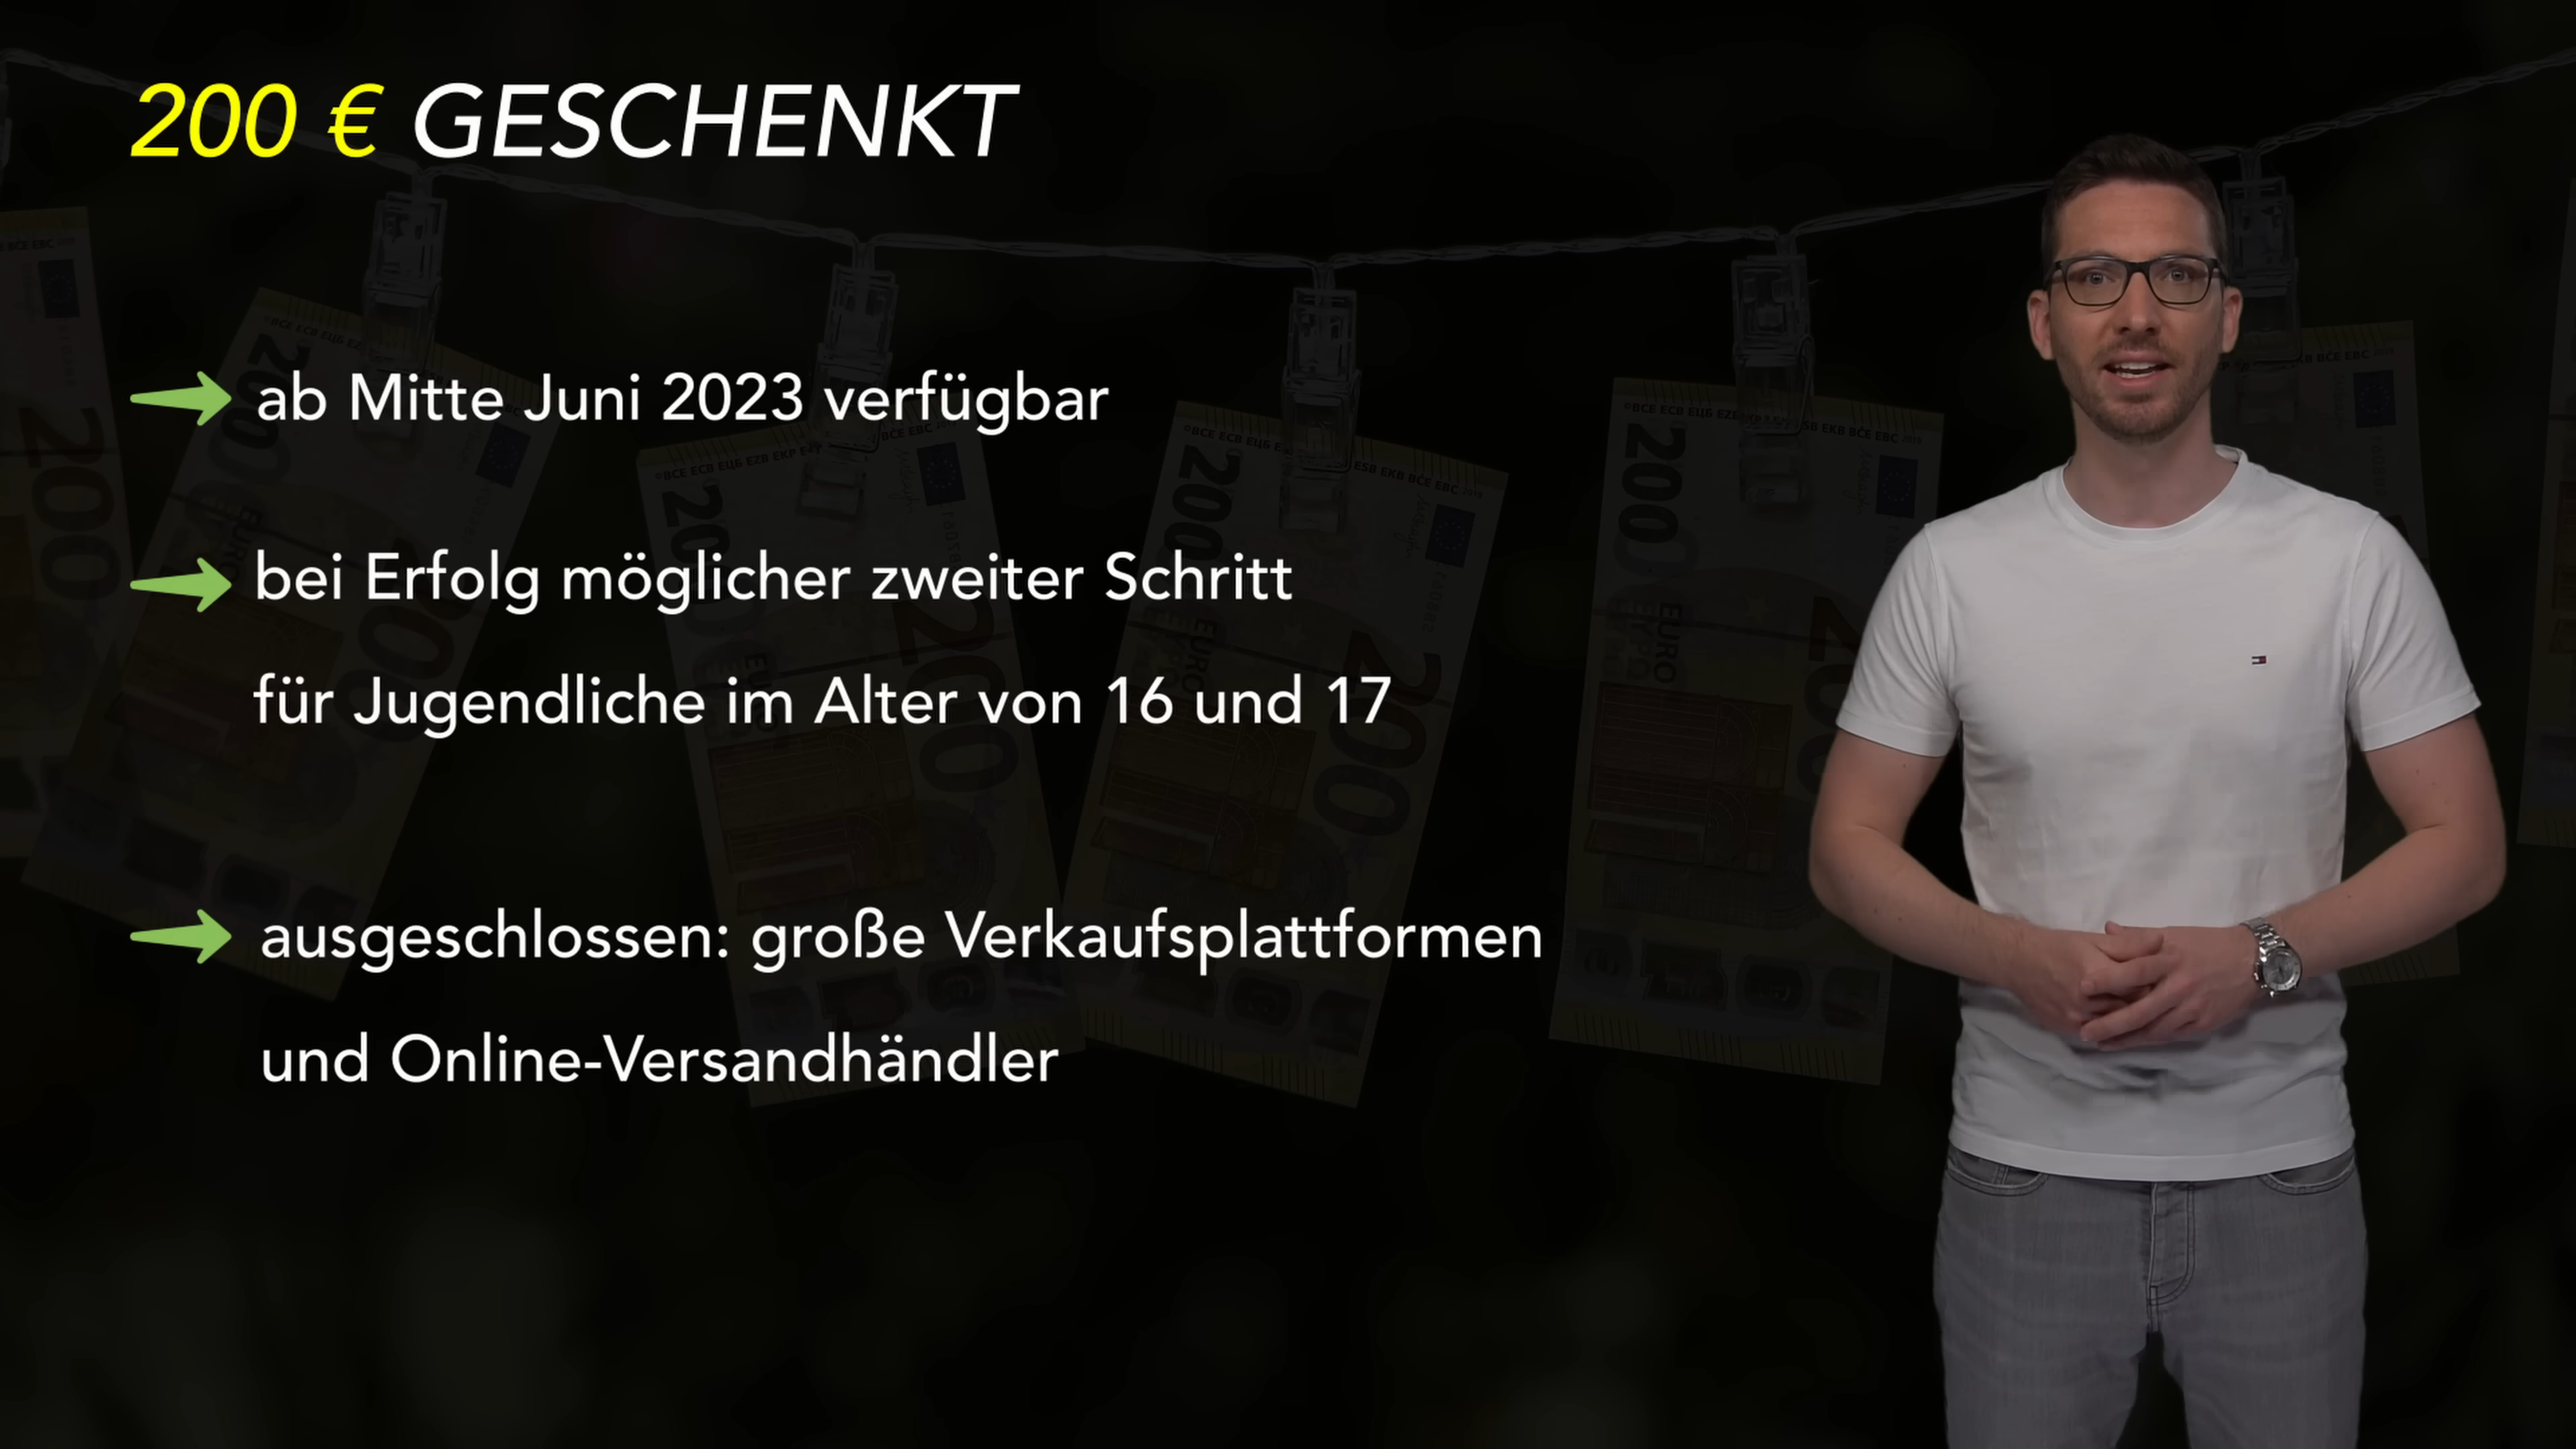 200 € GESCHENKT
ab Mitte Juni 2023 verfügbar
bei Erfolg möglicher zweiter Schritt
für Jugendliche im Alter von 16 und 17
ausgeschlossen: große Verkaufsplattformen
und Online-Versandhändler